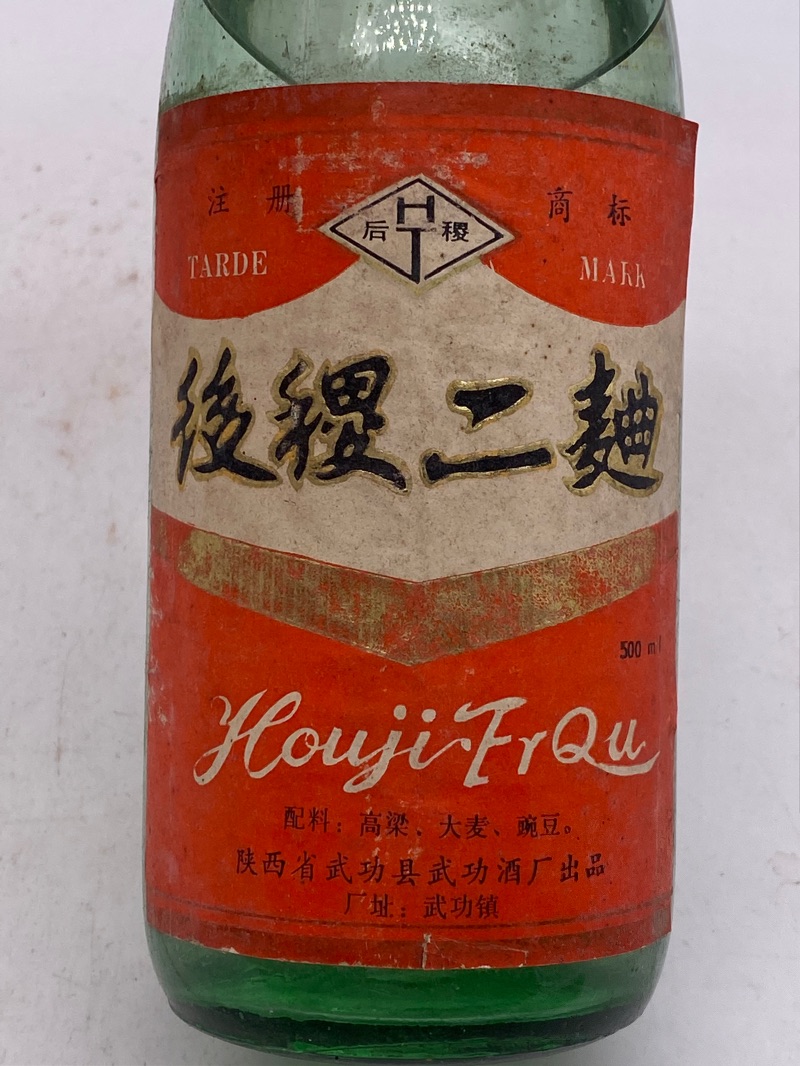 注册 商标
后 HT 稷
TARDE MARK
後稷二麯
500 ml
Houji·ErQu
配料：高粱、大麦、豌豆。
陕西省武功县武功酒厂出品
厂址：武功镇